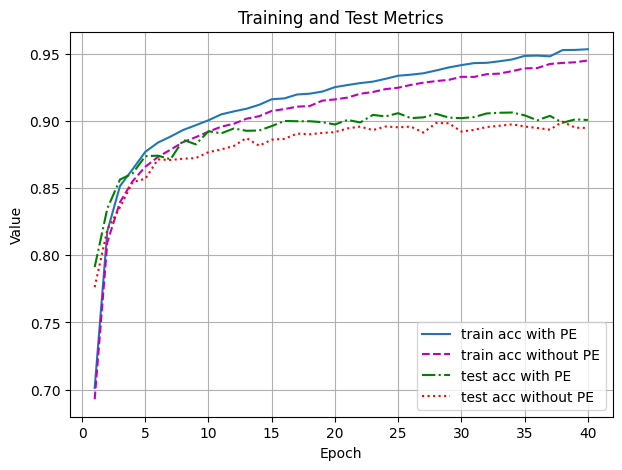 Training and Test Metrics
0.95
0.90
0.85
0.80
0.75
0.70
Value
train acc with PE
train acc without PE
test acc with PE
test acc without PE
0 5 10 15 20 25 30 35 40
Epoch